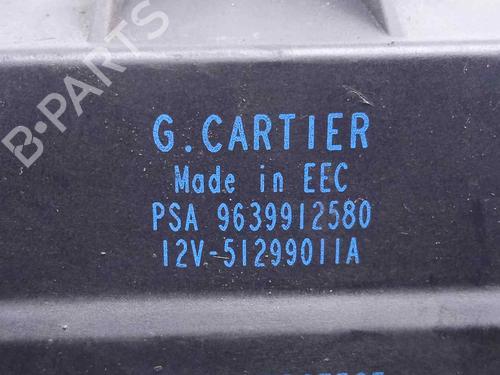 B-PARTS
G.CARTIER
Made in EEC
PSA 9639912580
12V-51299011A